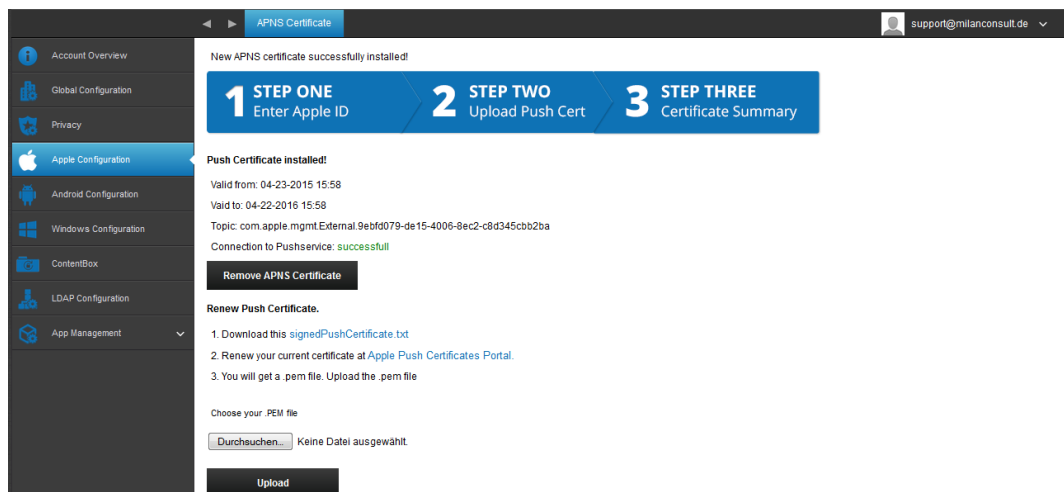 APNS Certificate
support@milanconsult.de
Account Overview
Global Configuration
Privacy
Apple Configuration
Android Configuration
Windows Configuration
ContentBox
LDAP Configuration
App Management
New APNS certificate successfully installed!
1 STEP ONE
Enter Apple ID
2 STEP TWO
Upload Push Cert
3 STEP THREE
Certificate Summary
Push Certificate installed!
Valid from: 04-23-2015 15:58
Vaid to: 04-22-2016 15:58
Topic: com.apple.mgmt.External.9ebfd079-de15-4006-8ec2-c8d345cbb2ba
Connection to Pushservice: successfull
Remove APNS Certificate
Renew Push Certificate.
1. Download this signedPushCertificate.txt
2. Renew your current certificate at Apple Push Certificates Portal.
3. You will get a .pem file. Upload the .pem file
Choose your .PEM file
Durchsuchen... Keine Datei ausgewählt.
Upload